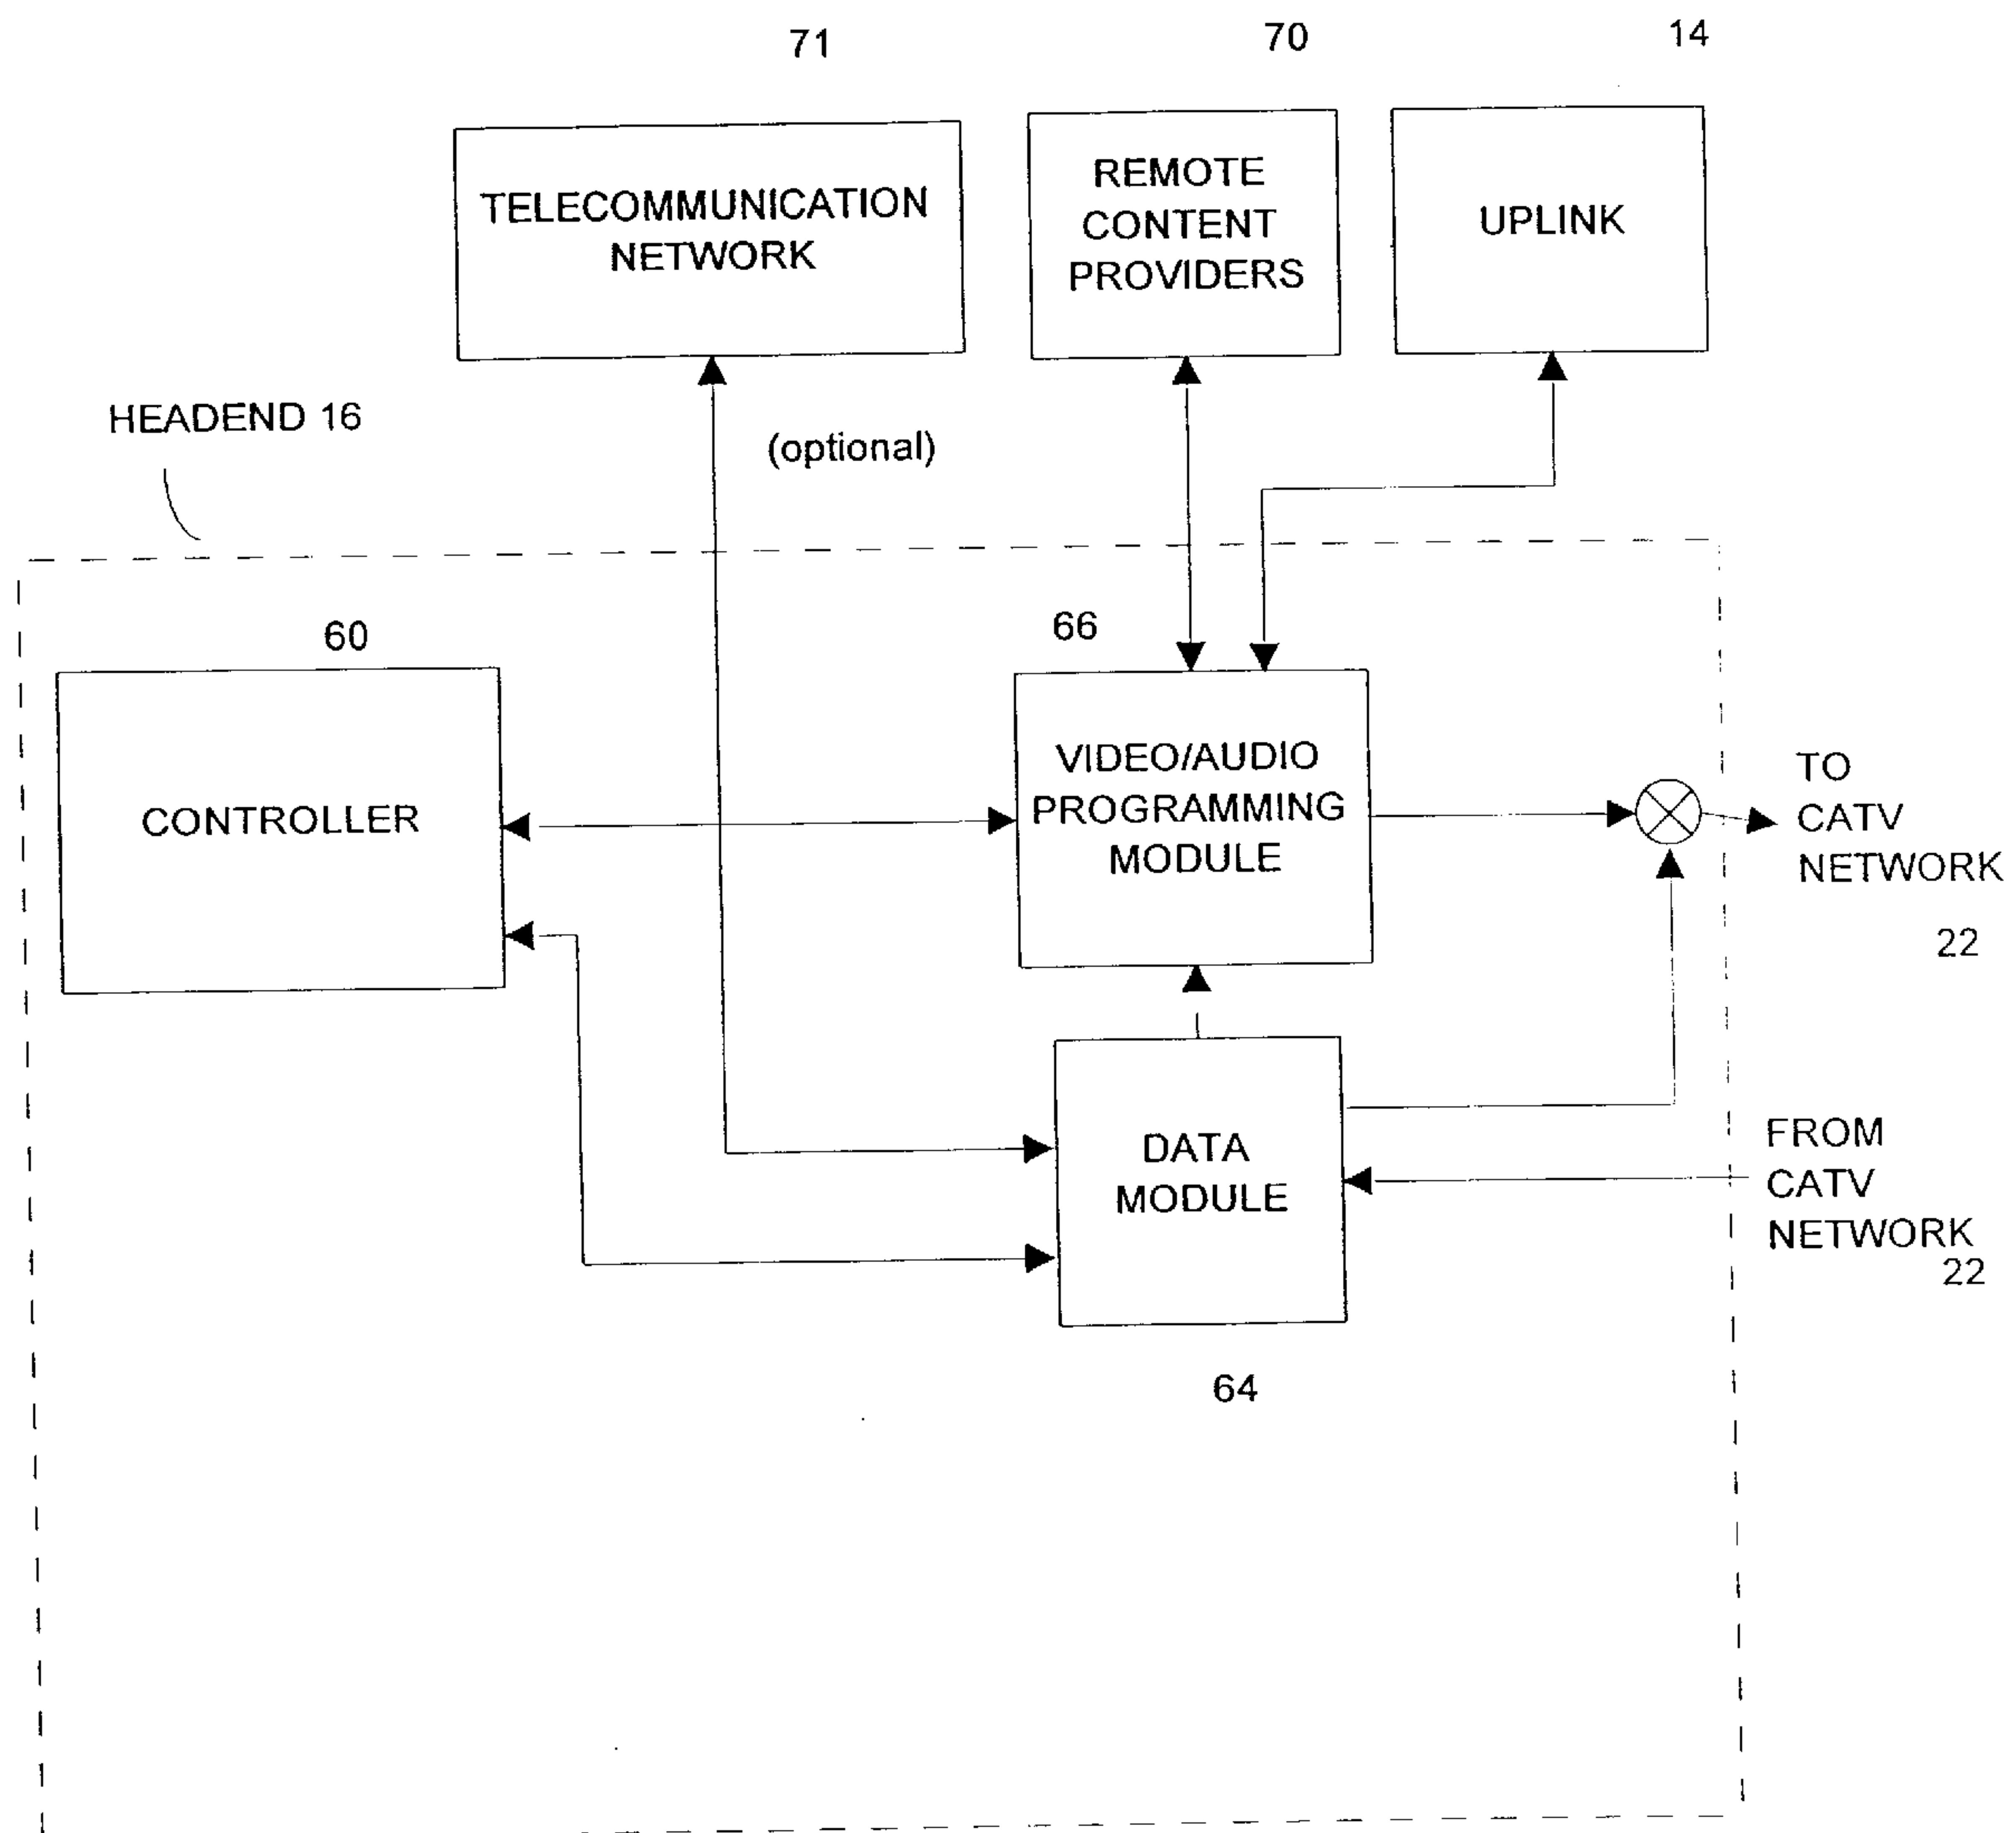 71
70
14
TELECOMMUNICATION
NETWORK
REMOTE
CONTENT
PROVIDERS
UPLINK
HEADEND 16
(optional)
60
66
CONTROLLER
VIDEO/AUDIO
PROGRAMMING
MODULE
TO
CATV
NETWORK
22
DATA
MODULE
FROM
CATV
NETWORK
22
64